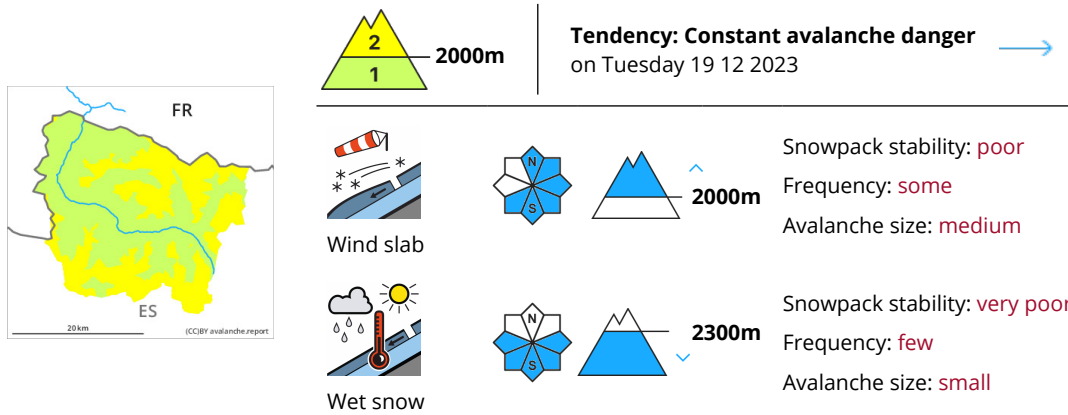 2
1
2000m
Tendency: Constant avalanche danger
on Tuesday 19 12 2023
FR
ES
20 km
(CC)BY avalanche.report
Wind slab
N
S
2000m
Snowpack stability: poor
Frequency: some
Avalanche size: medium
Wet snow
N
S
2300m
Snowpack stability: very poor
Frequency: few
Avalanche size: small